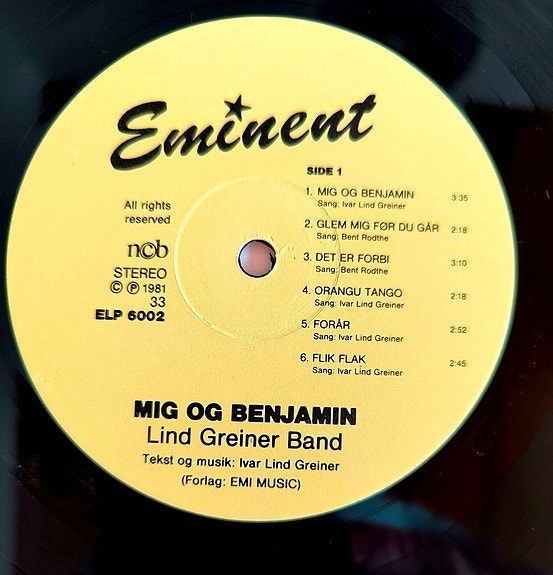 Eminent
SIDE 1
All rights
reserved
ncb
STEREO
© ℗ 1981
33
ELP 6002
1. MIG OG BENJAMIN 3:35
Sang: Ivar Lind Greiner
2. GLEM MIG FØR DU GÅR 2:18
Sang: Bent Rodthe
3. DET ER FORBI 3:10
Sang: Bent Rodthe
4. ORANGU TANGO 2:18
Sang: Ivar Lind Greiner
5. FORÅR 2:52
Sang: Ivar Lind Greiner
6. FLIK FLAK 2:45
Sang: Ivar Lind Greiner
MIG OG BENJAMIN
Lind Greiner Band
Tekst og musik: Ivar Lind Greiner
(Forlag: EMI MUSIC)